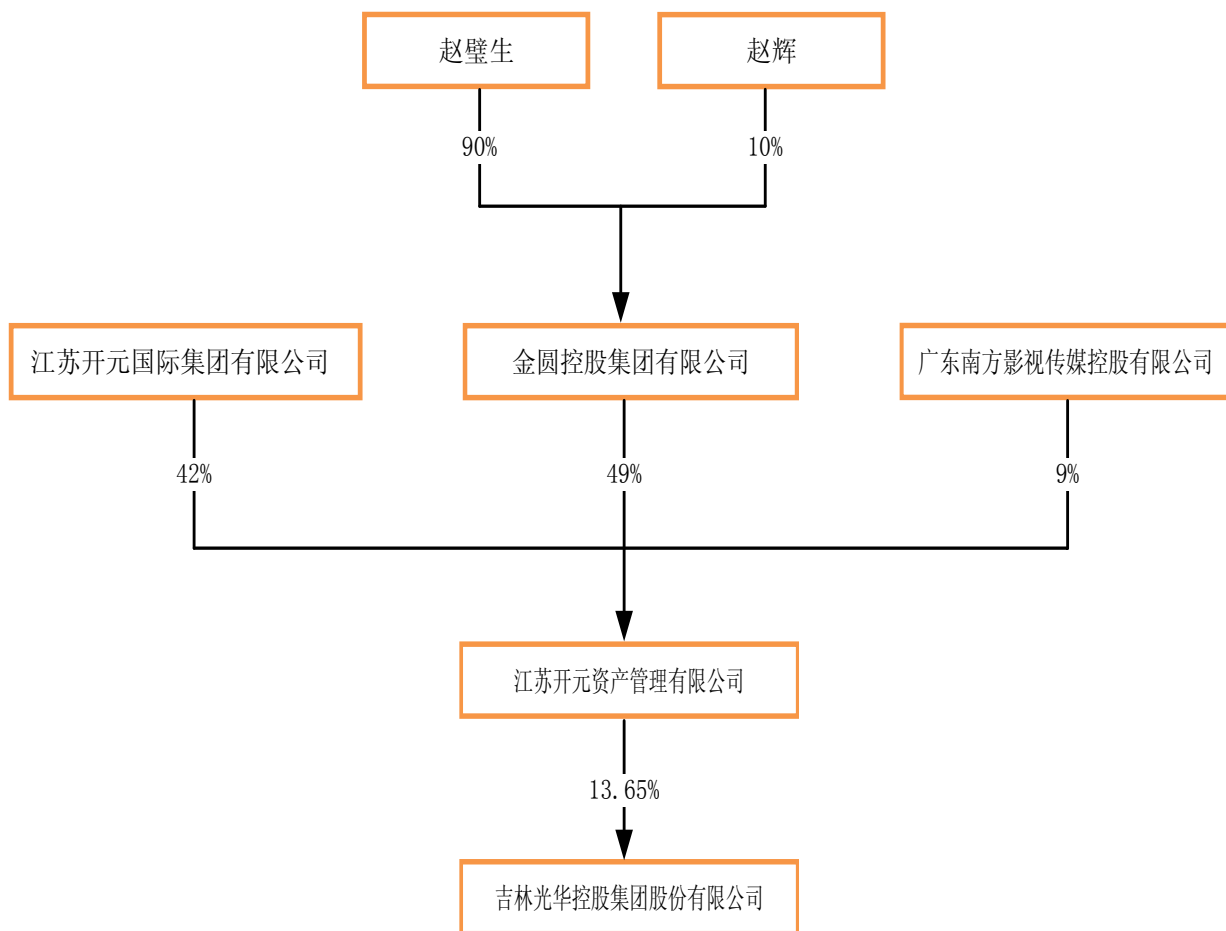 赵璧生
赵辉
90%
10%
江苏开元国际集团有限公司
金圆控股集团有限公司
广东南方影视传媒控股有限公司
42%
49%
9%
江苏开元资产管理有限公司
13.65%
吉林光华控股集团股份有限公司